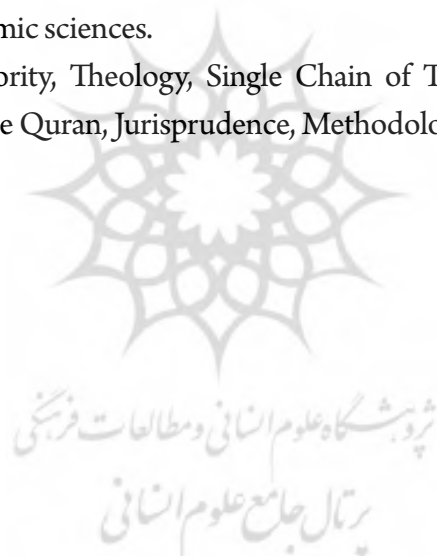 mic sciences.
ority, Theology, Single Chain of T
e Quran, Jurisprudence, Methodolo
پژوهشگاه علوم انسانی و مطالعات فرهنگی
پرتال جامع علوم انسانی